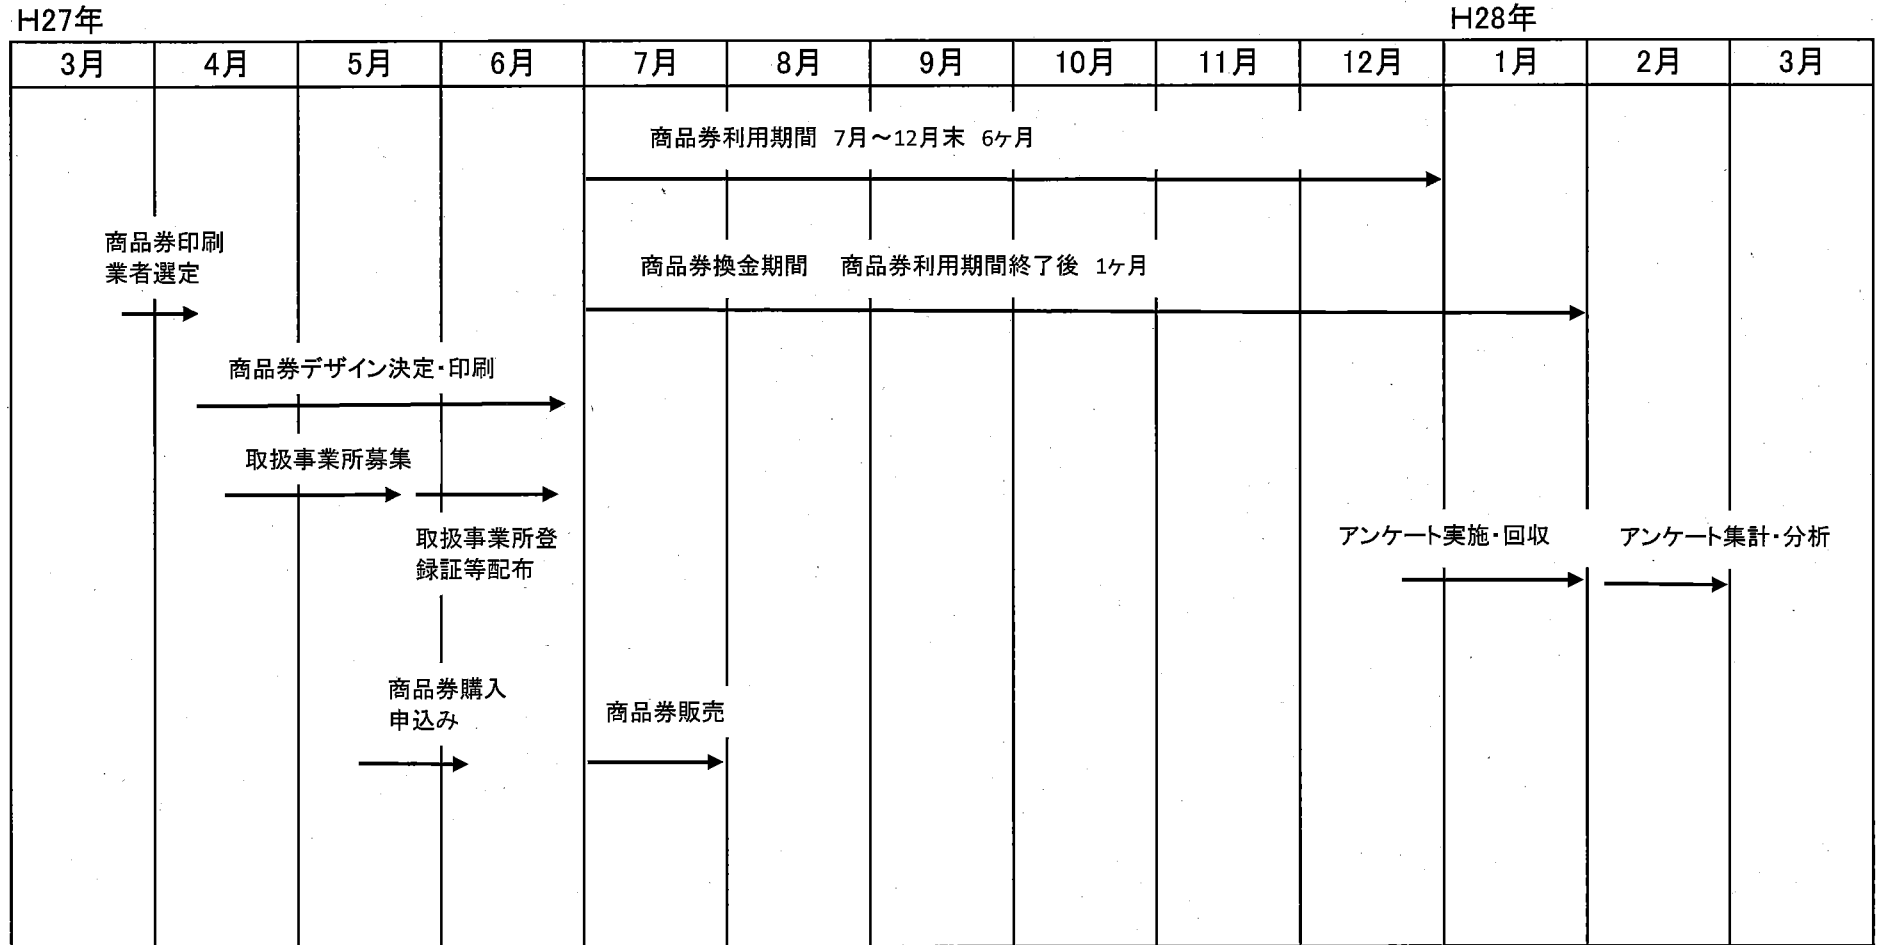 H27年
H28年
3月 4月 5月 6月 7月 8月 9月 10月 11月 12月 1月 2月 3月
商品券利用期間 7月～12月末 6ヶ月
商品券印刷
業者選定
商品券換金期間 商品券利用期間終了後 1ヶ月
商品券デザイン決定・印刷
取扱事業所募集
取扱事業所登
録証等配布
アンケート実施・回収
アンケート集計・分析
商品券購入
申込み
商品券販売